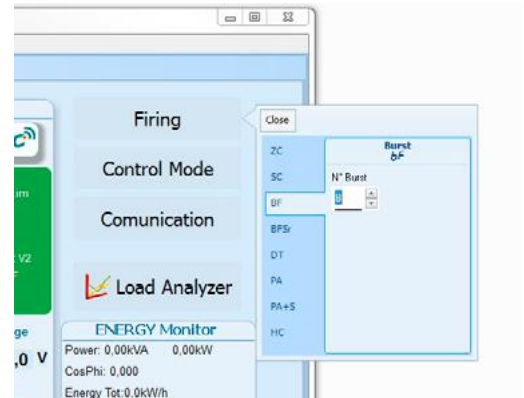 Firing
Control Mode
Comunication
Load Analyzer
ENERGY Monitor
Power: 0,00kVA 0,00kW
CosPhi: 0,000
Energy Tot:0.0kW/h
im
V2
ge
,0 V
Close
ZC
SC
BF
BFSr
DT
PA
PA+S
HC
Burst
bF
N° Burst
8